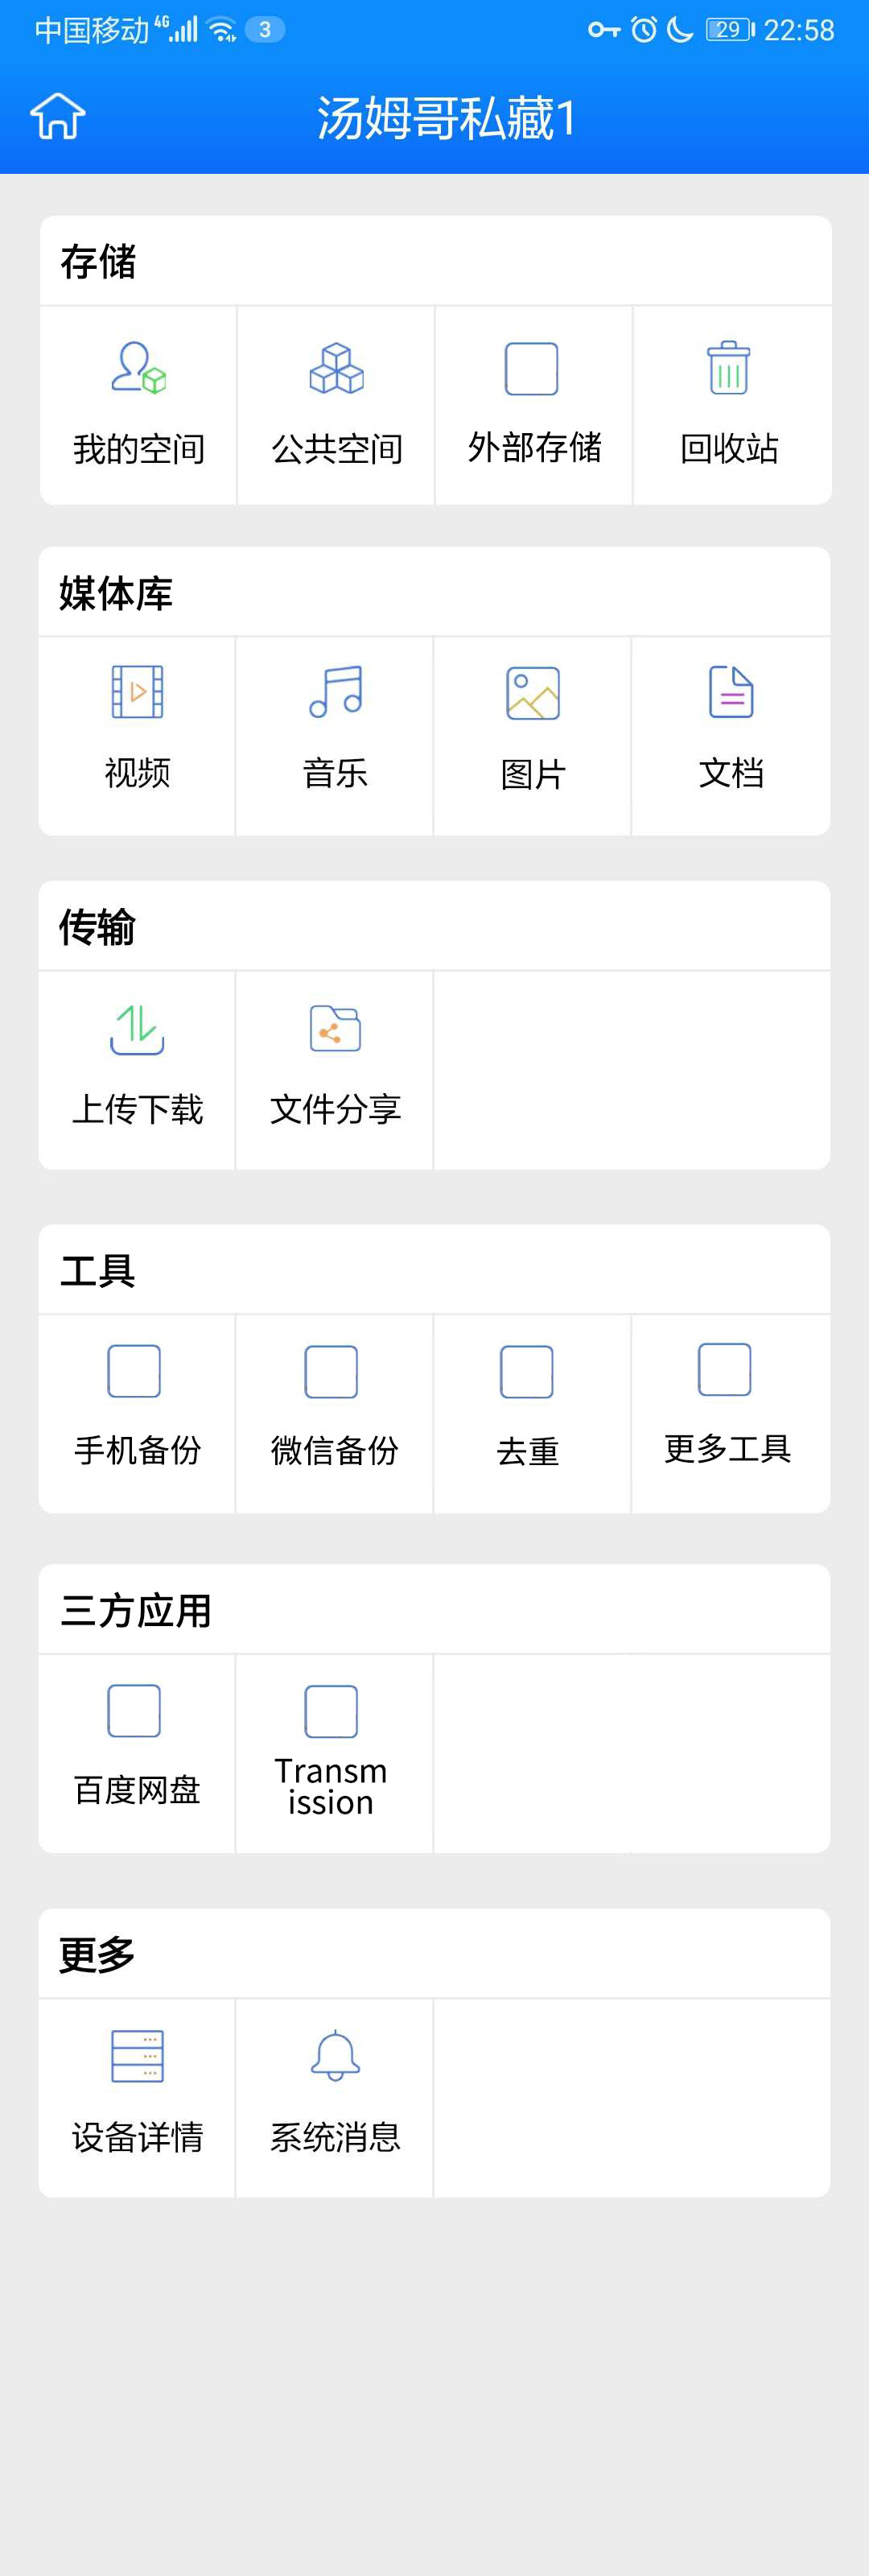 中国移动 4G 3 29 22:58
汤姆哥私藏1
存储
我的空间 公共空间 外部存储 回收站
媒体库
视频 音乐 图片 文档
传输
上传下载 文件分享
工具
手机备份 微信备份 去重 更多工具
三方应用
百度网盘 Transm
ission
更多
设备详情 系统消息